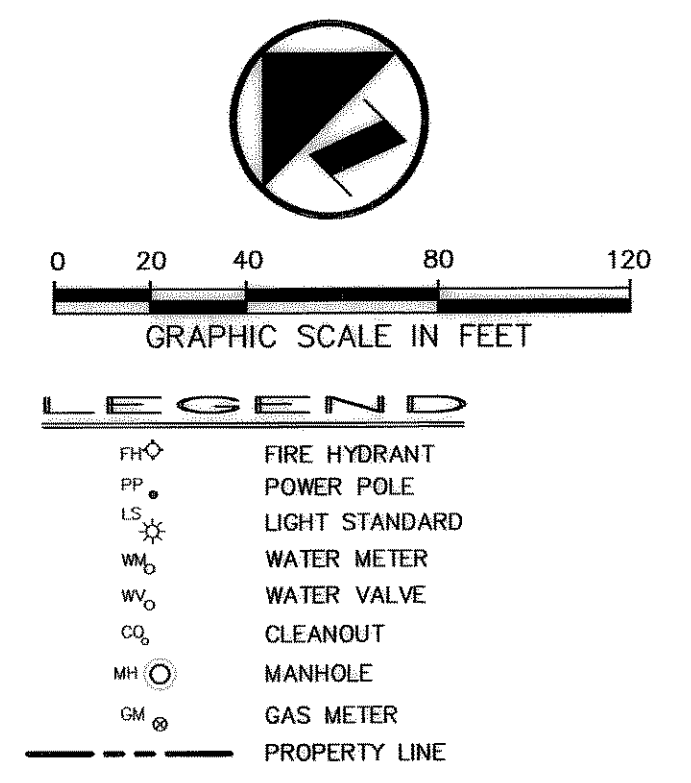 0 20 40 80 120
GRAPHIC SCALE IN FEET
LEGEND
FH FIRE HYDRANT
PP POWER POLE
LS LIGHT STANDARD
WM WATER METER
WV WATER VALVE
CO CLEANOUT
MH MANHOLE
GM GAS METER
PROPERTY LINE